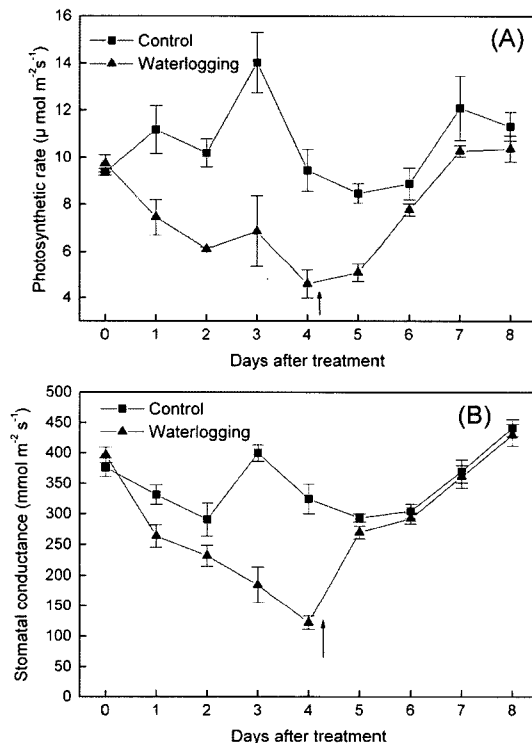 16
14
12
10
8
6
4
Photosynthetic rate (μ mol m⁻²s⁻¹)
Control
Waterlogging
(A)
0 1 2 3 4 5 6 7 8
Days after treatment
500
450
400
350
300
250
200
150
100
50
0
Stomatal conductance (mmol m⁻² s⁻¹)
Control
Waterlogging
(B)
0 1 2 3 4 5 6 7 8
Days after treatment